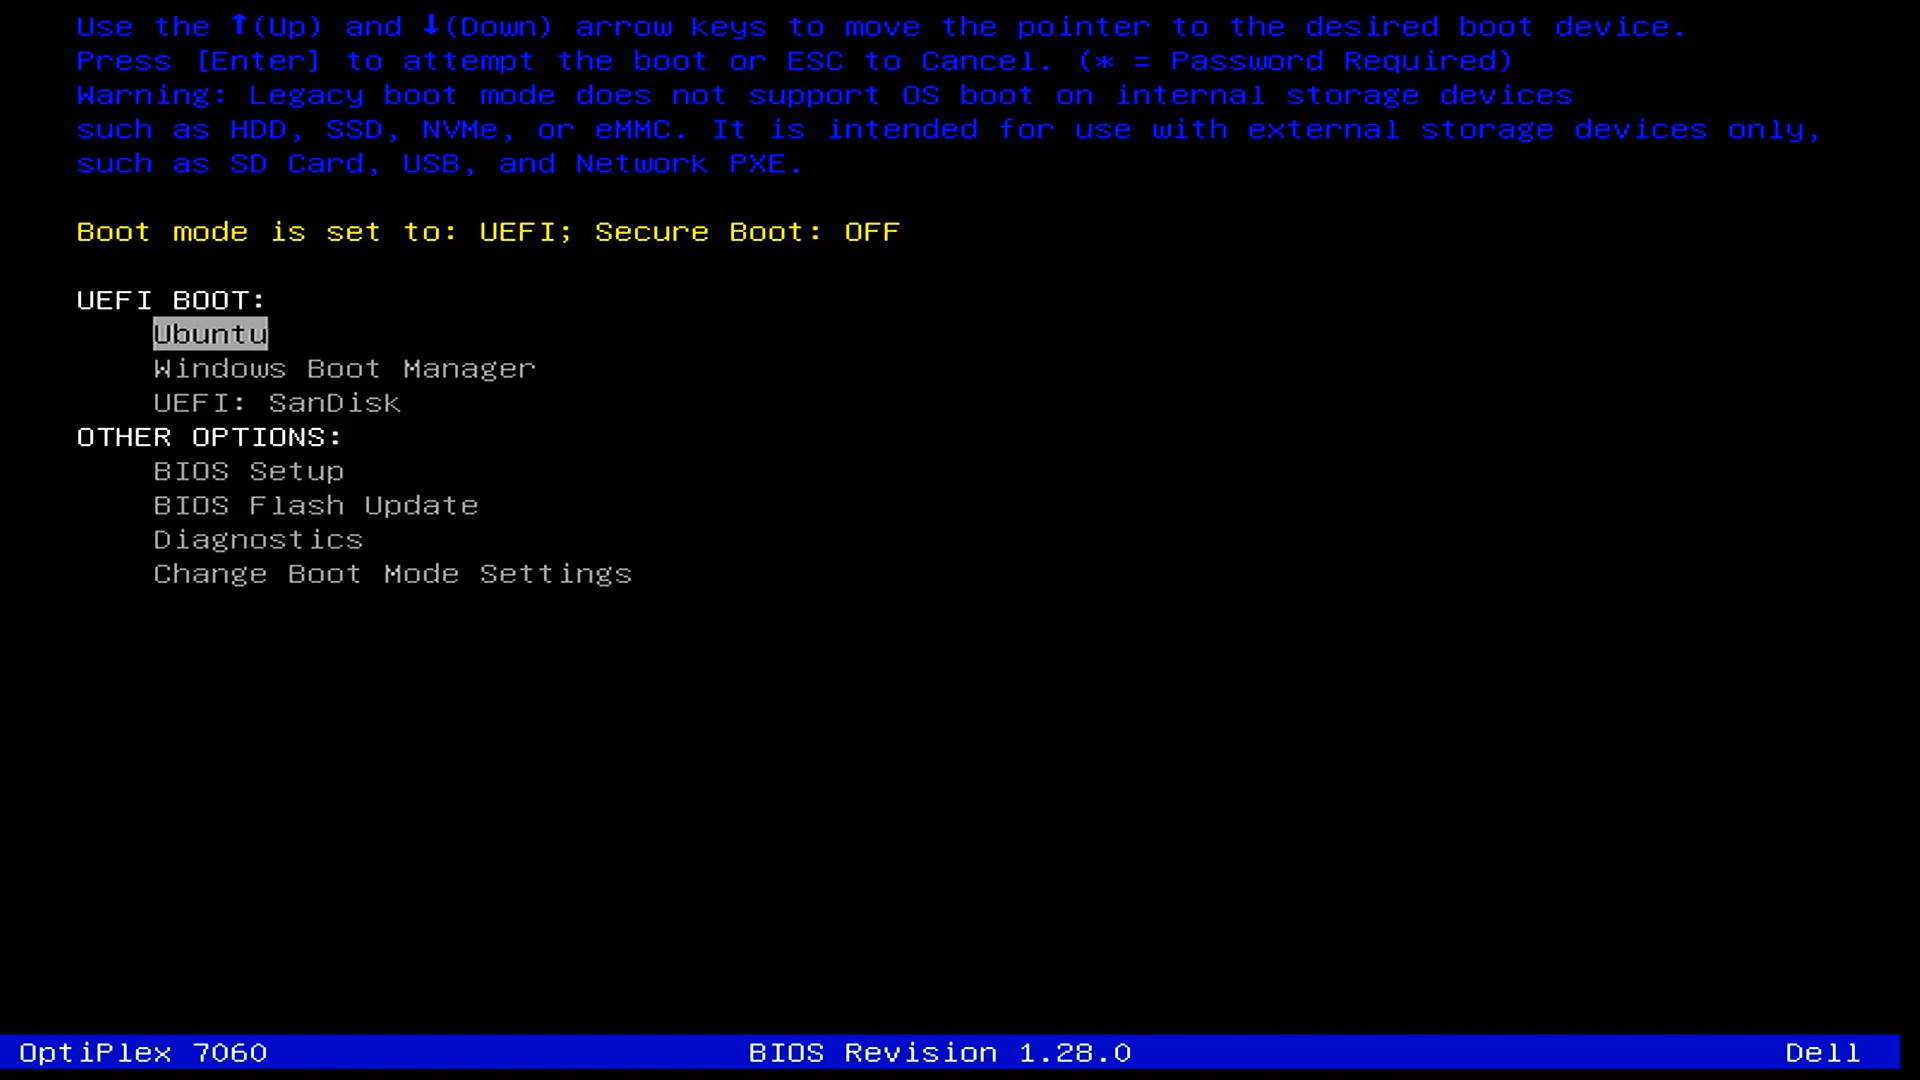 Use the ↑(Up) and ↓(Down) arrow keys to move the pointer to the desired boot device.
Press [Enter] to attempt the boot or ESC to Cancel. (* = Password Required)
Warning: Legacy boot mode does not support OS boot on internal storage devices
such as HDD, SSD, NVMe, or eMMC. It is intended for use with external storage devices only,
such as SD Card, USB, and Network PXE.
Boot mode is set to: UEFI; Secure Boot: OFF
UEFI BOOT:
Ubuntu
Windows Boot Manager
UEFI: SanDisk
OTHER OPTIONS:
BIOS Setup
BIOS Flash Update
Diagnostics
Change Boot Mode Settings
OptiPlex 7060 BIOS Revision 1.28.0 Dell